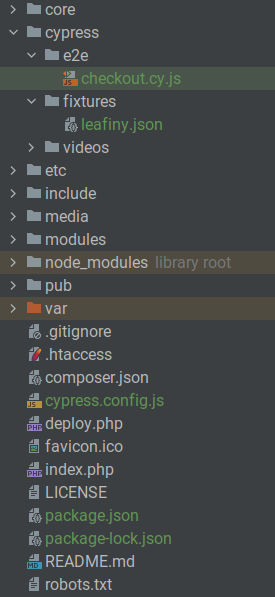 core
cypress
e2e
checkout.cy.js
fixtures
leafiny.json
videos
etc
include
media
modules
node_modules library root
pub
var
.gitignore
.htaccess
composer.json
cypress.config.js
deploy.php
favicon.ico
index.php
LICENSE
package.json
package-lock.json
README.md
robots.txt